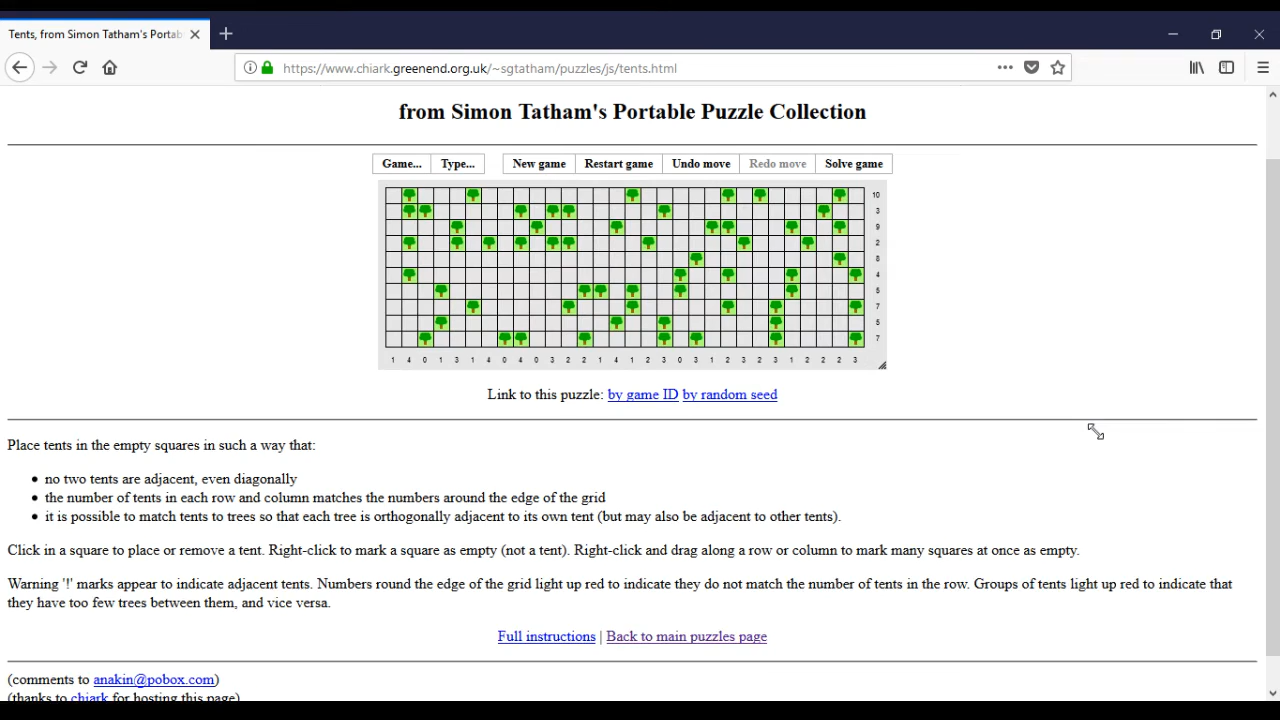 Tents, from Simon Tatham's Portab
https://www.chiark.greenend.org.uk/~sgtatham/puzzles/js/tents.html
from Simon Tatham's Portable Puzzle Collection
Game... Type... New game Restart game Undo move Redo move Solve game
10
3
9
2
8
4
5
7
5
7
1 4 0 1 3 1 4 0 4 0 3 2 2 1 4 1 2 3 0 3 1 2 2 3 2 3 1 2 2 2 3
Link to this puzzle: by game ID by random seed
Place tents in the empty squares in such a way that:
• no two tents are adjacent, even diagonally
• the number of tents in each row and column matches the numbers around the edge of the grid
• it is possible to match tents to trees so that each tree is orthogonally adjacent to its own tent (but may also be adjacent to other tents).
Click in a square to place or remove a tent. Right-click to mark a square as empty (not a tent). Right-click and drag along a row or column to mark many squares at once as empty.
Warning '!' marks appear to indicate adjacent tents. Numbers round the edge of the grid light up red to indicate they do not match the number of tents in the row. Groups of tents light up red to indicate that
they have too few trees between them, and vice versa.
Full instructions | Back to main puzzles page
(comments to anakin@pobox.com)
(thanks to chiark for hosting this page)